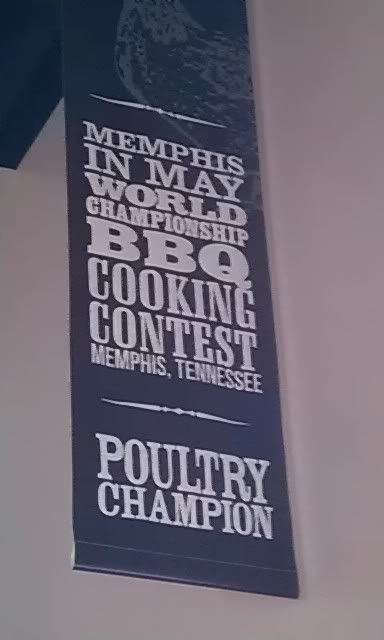 MEMPHIS
IN MAY
WORLD
CHAMPIONSHIP
BBQ
COOKING
CONTEST
MEMPHIS, TENNESSEE
POULTRY
CHAMPION